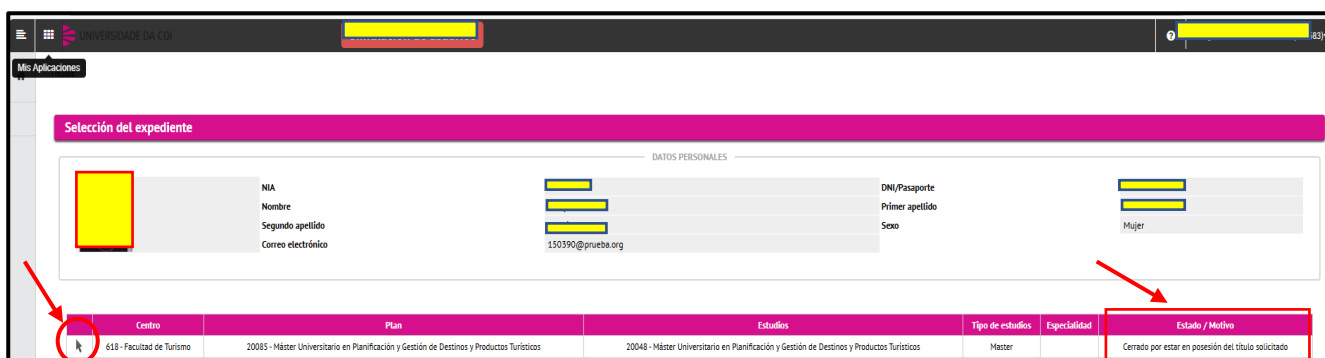 UNIVERSIDADE DA COI
683)
Mis Aplicaciones
Selección del expediente
DATOS PERSONALES
NIA
DNI/Pasaporte
Nombre
Primer apellido
Segundo apellido
Sexo
Mujer
Correo electrónico
150390@prueba.org
Centro Plan Estudios Tipo de estudios Especialidad Estado / Motivo
618 - Facultad de Turismo 20085 - Máster Universitario en Planificación y Gestión de Destinos y Productos Turísticos 20048 - Máster Universitario en Planificación y Gestión de Destinos y Productos Turísticos Master Cerrado por estar en posesión del título solicitado